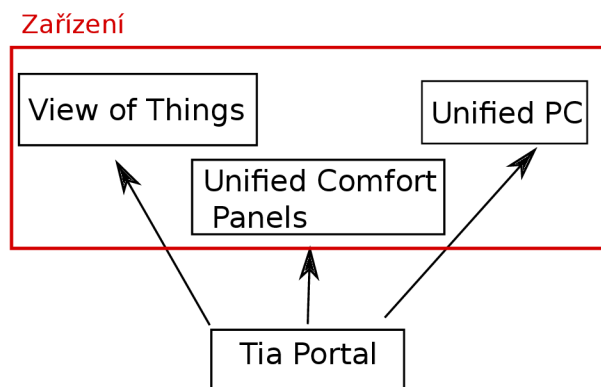 Zařízení
View of Things
Unified PC
Unified Comfort
Panels
Tia Portal